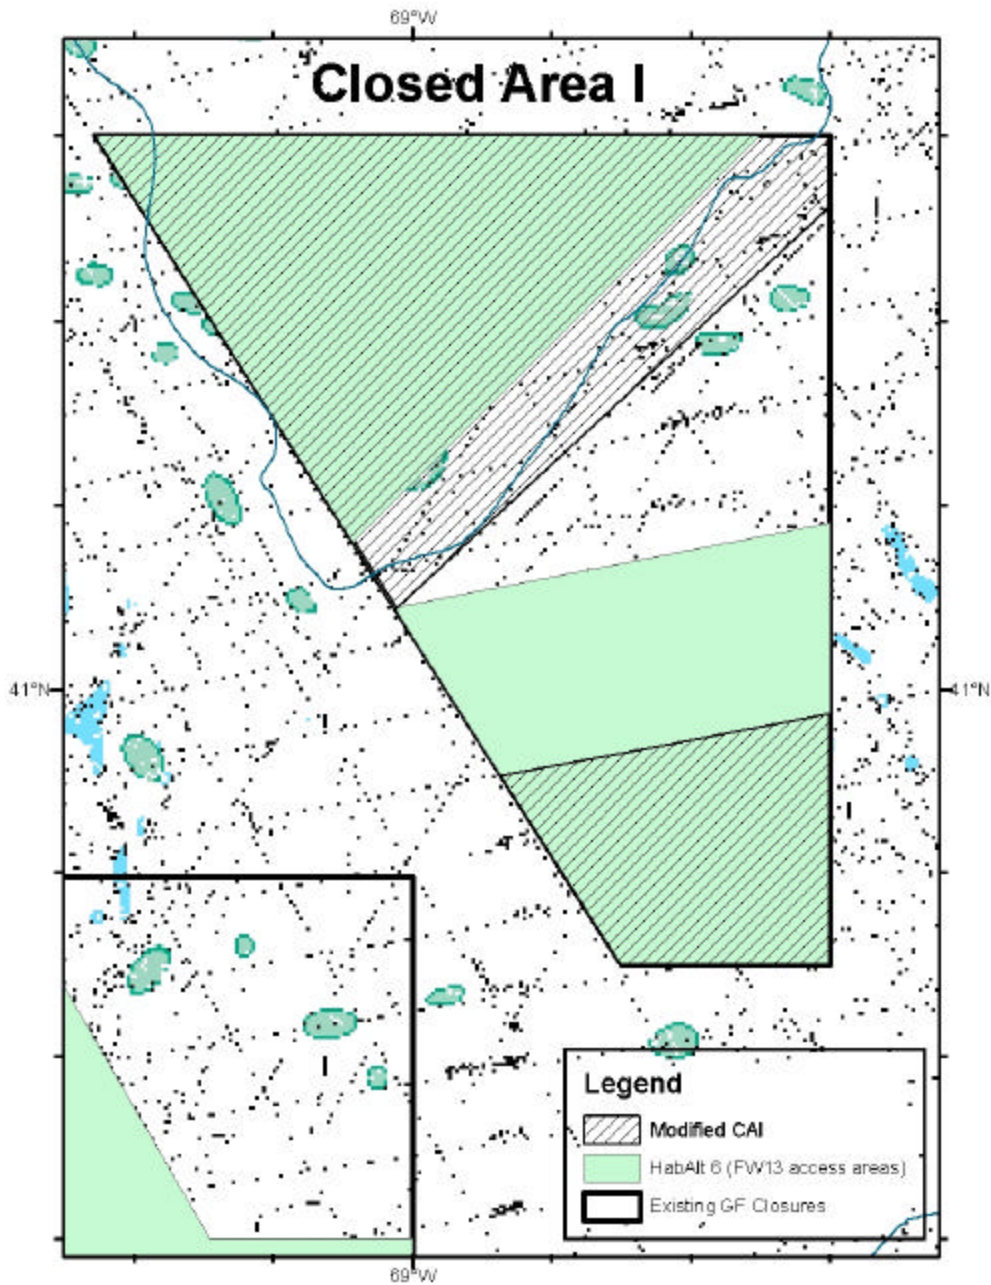 69°W
Closed Area I
41°N
41°N
Legend
Modified CAI
HabAlt 6 (FW13 access areas)
Existing GF Closures
69°W